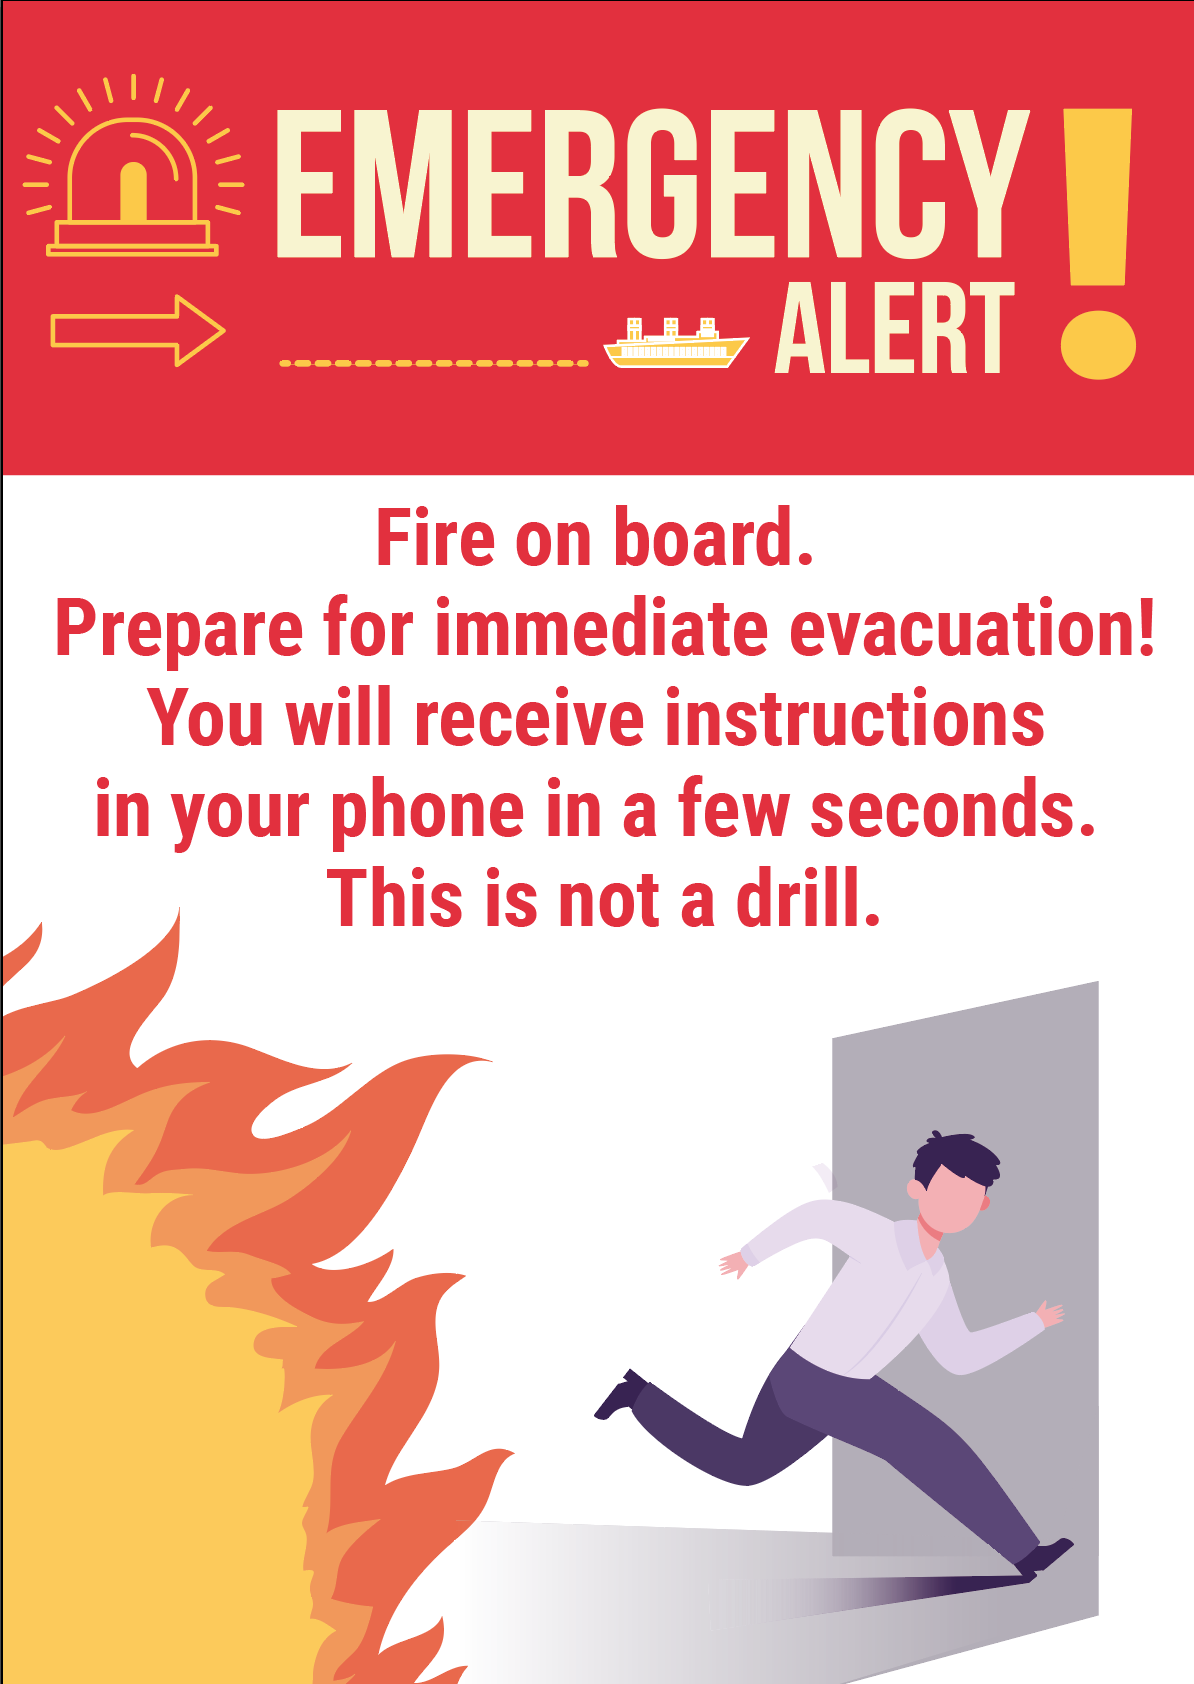 EMERGENCY
ALERT!
Fire on board.
Prepare for immediate evacuation!
You will receive instructions
in your phone in a few seconds.
This is not a drill.